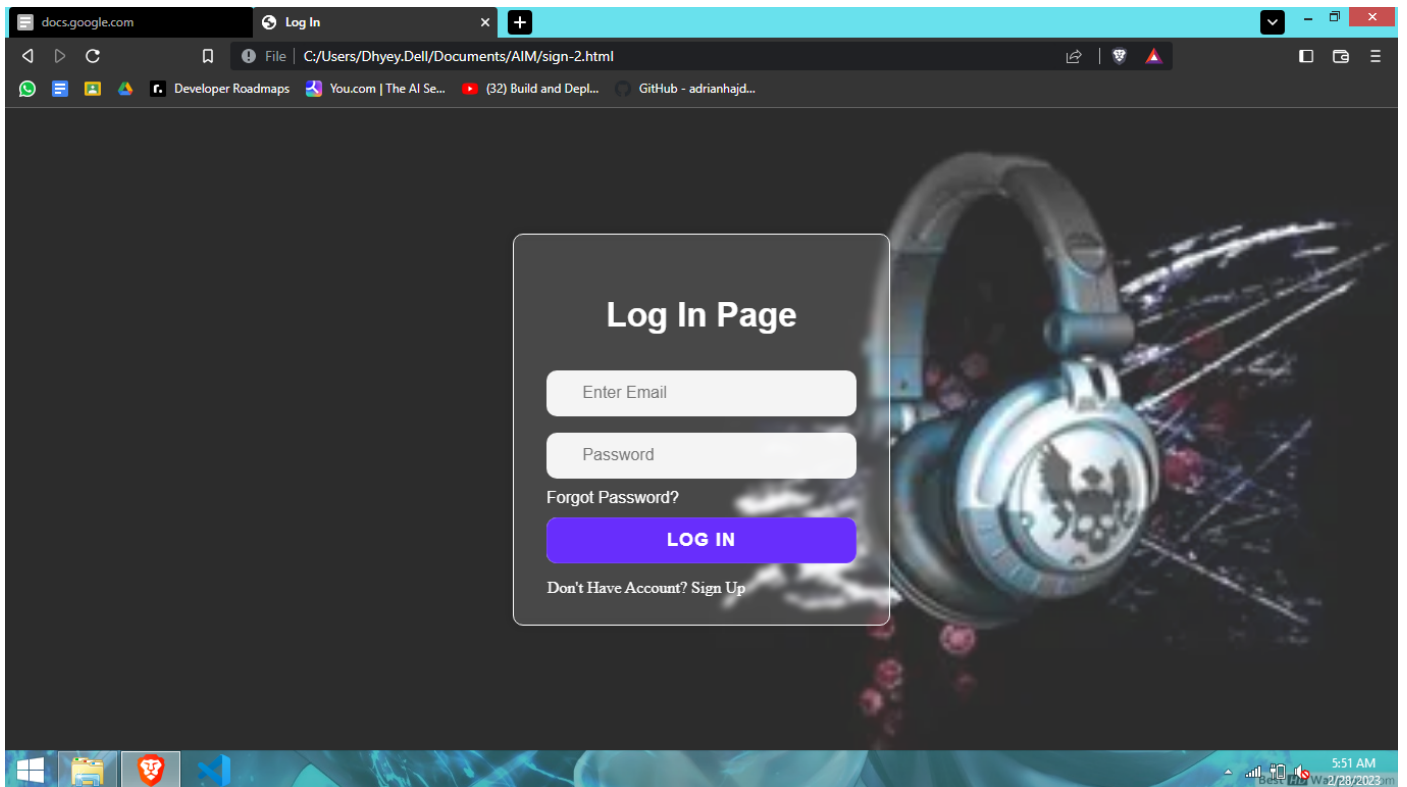 docs.google.com
Log In
File
C:/Users/Dhyey.Dell/Documents/AIM/sign-2.html
Developer Roadmaps
You.com | The AI Se...
(32) Build and Depl...
GitHub - adrianhajd...
Log In Page
Enter Email
Password
Forgot Password?
LOG IN
Don't Have Account? Sign Up
5:51 AM
2/28/2023